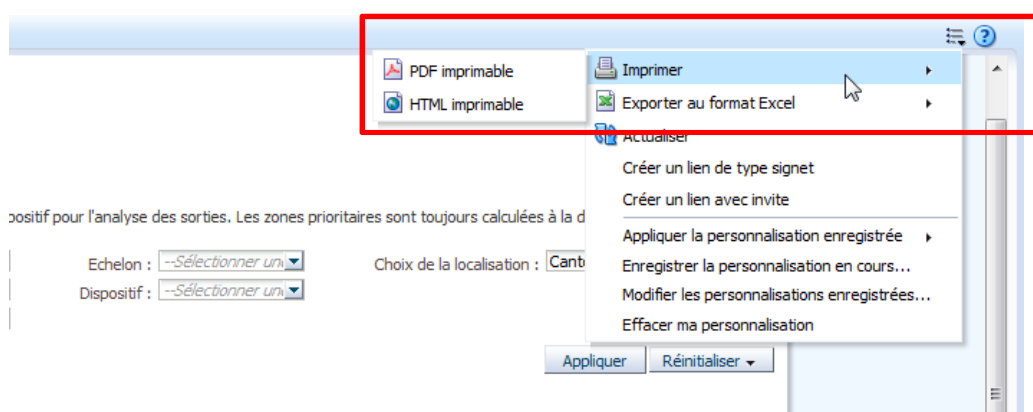 PDF imprimable
HTML imprimable
Imprimer
Exporter au format Excel
Actualiser
Créer un lien de type signet
Créer un lien avec invite
Appliquer la personnalisation enregistrée
Enregistrer la personnalisation en cours...
Modifier les personnalisations enregistrées...
Effacer ma personnalisation
pour l'analyse des sorties. Les zones prioritaires sont toujours calculées à la
Echelon : --Sélectionner
Choix de la localisation :
Dispositif : --Sélectionner
Appliquer
Réinitialiser